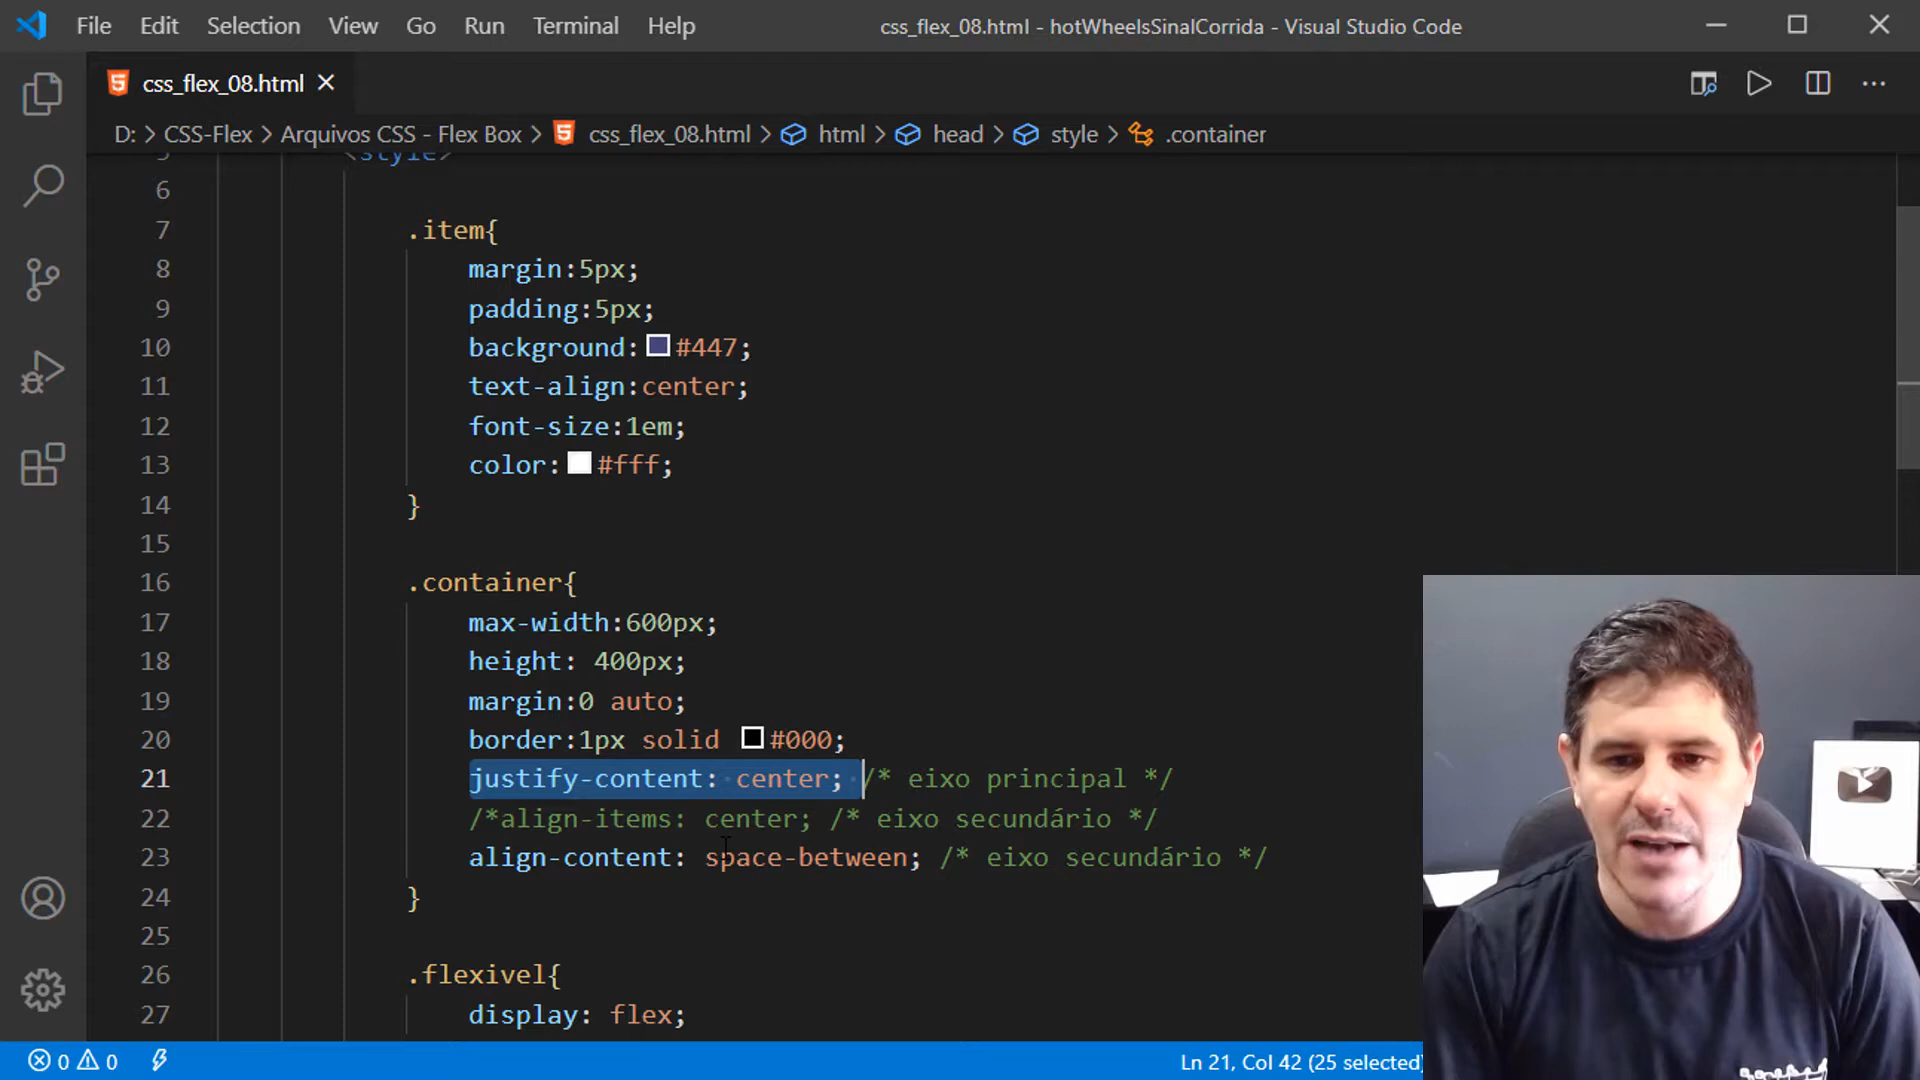 File Edit Selection View Go Run Terminal Help css_flex_08.html - hotWheelsSinalCorrida - Visual Studio Code
css_flex_08.html
D: > CSS-Flex > Arquivos CSS - Flex Box > css_flex_08.html > html > head > style > .container
5 <style>
6
7 .item{
8 margin:5px;
9 padding:5px;
10 background: #447;
11 text-align:center;
12 font-size:1em;
13 color: #fff;
14 }
15
16 .container{
17 max-width:600px;
18 height: 400px;
19 margin:0 auto;
20 border:1px solid #000;
21 justify-content: center; /* eixo principal */
22 /*align-items: center; /* eixo secundário */
23 align-content: space-between; /* eixo secundário */
24 }
25
26 .flexivel{
27 display: flex;
0 0 Ln 21, Col 42 (25 selected)